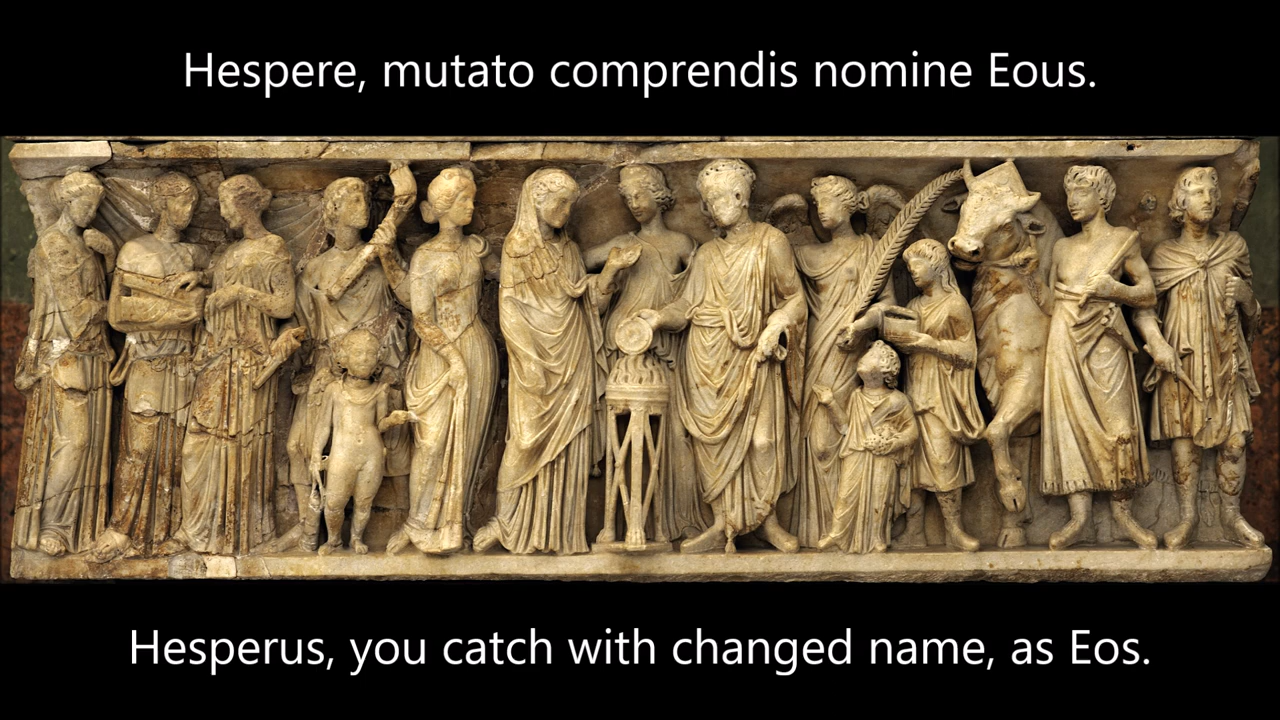 Hespere, mutato comprendis nomine Eous.
Hesperus, you catch with changed name, as Eos.